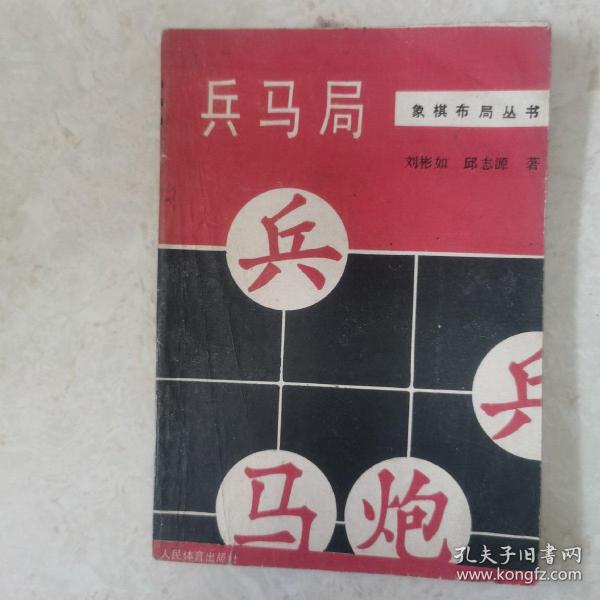 兵马局
象棋布局丛书
刘彬如 邱志源 著
兵
兵
马 炮
人民体育出版社
孔夫子旧书网
www.kongfz.com